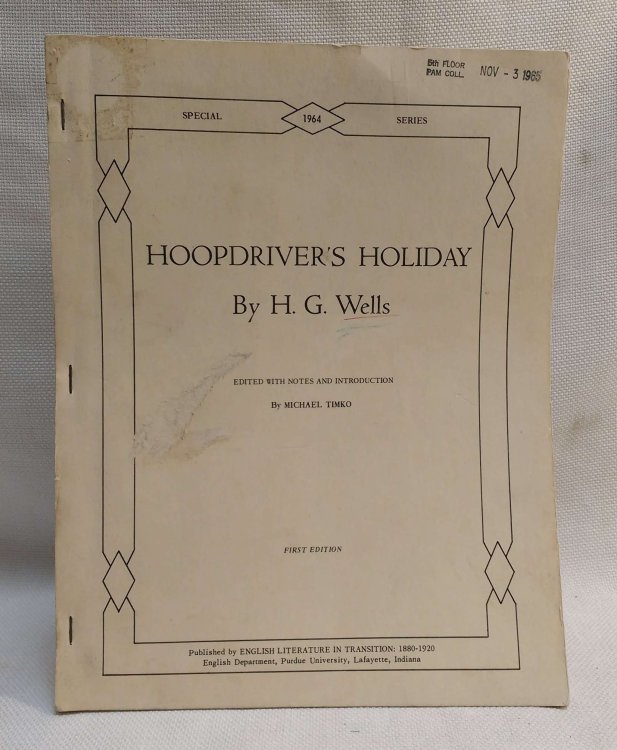 5th FLOOR
PAM COLL.
NOV - 3 1965
SPECIAL 1964 SERIES
HOOPDRIVER'S HOLIDAY
By H. G. Wells
EDITED WITH NOTES AND INTRODUCTION
By MICHAEL TIMKO
FIRST EDITION
Published by ENGLISH LITERATURE IN TRANSITION: 1880-1920
English Department, Purdue University, Lafayette, Indiana